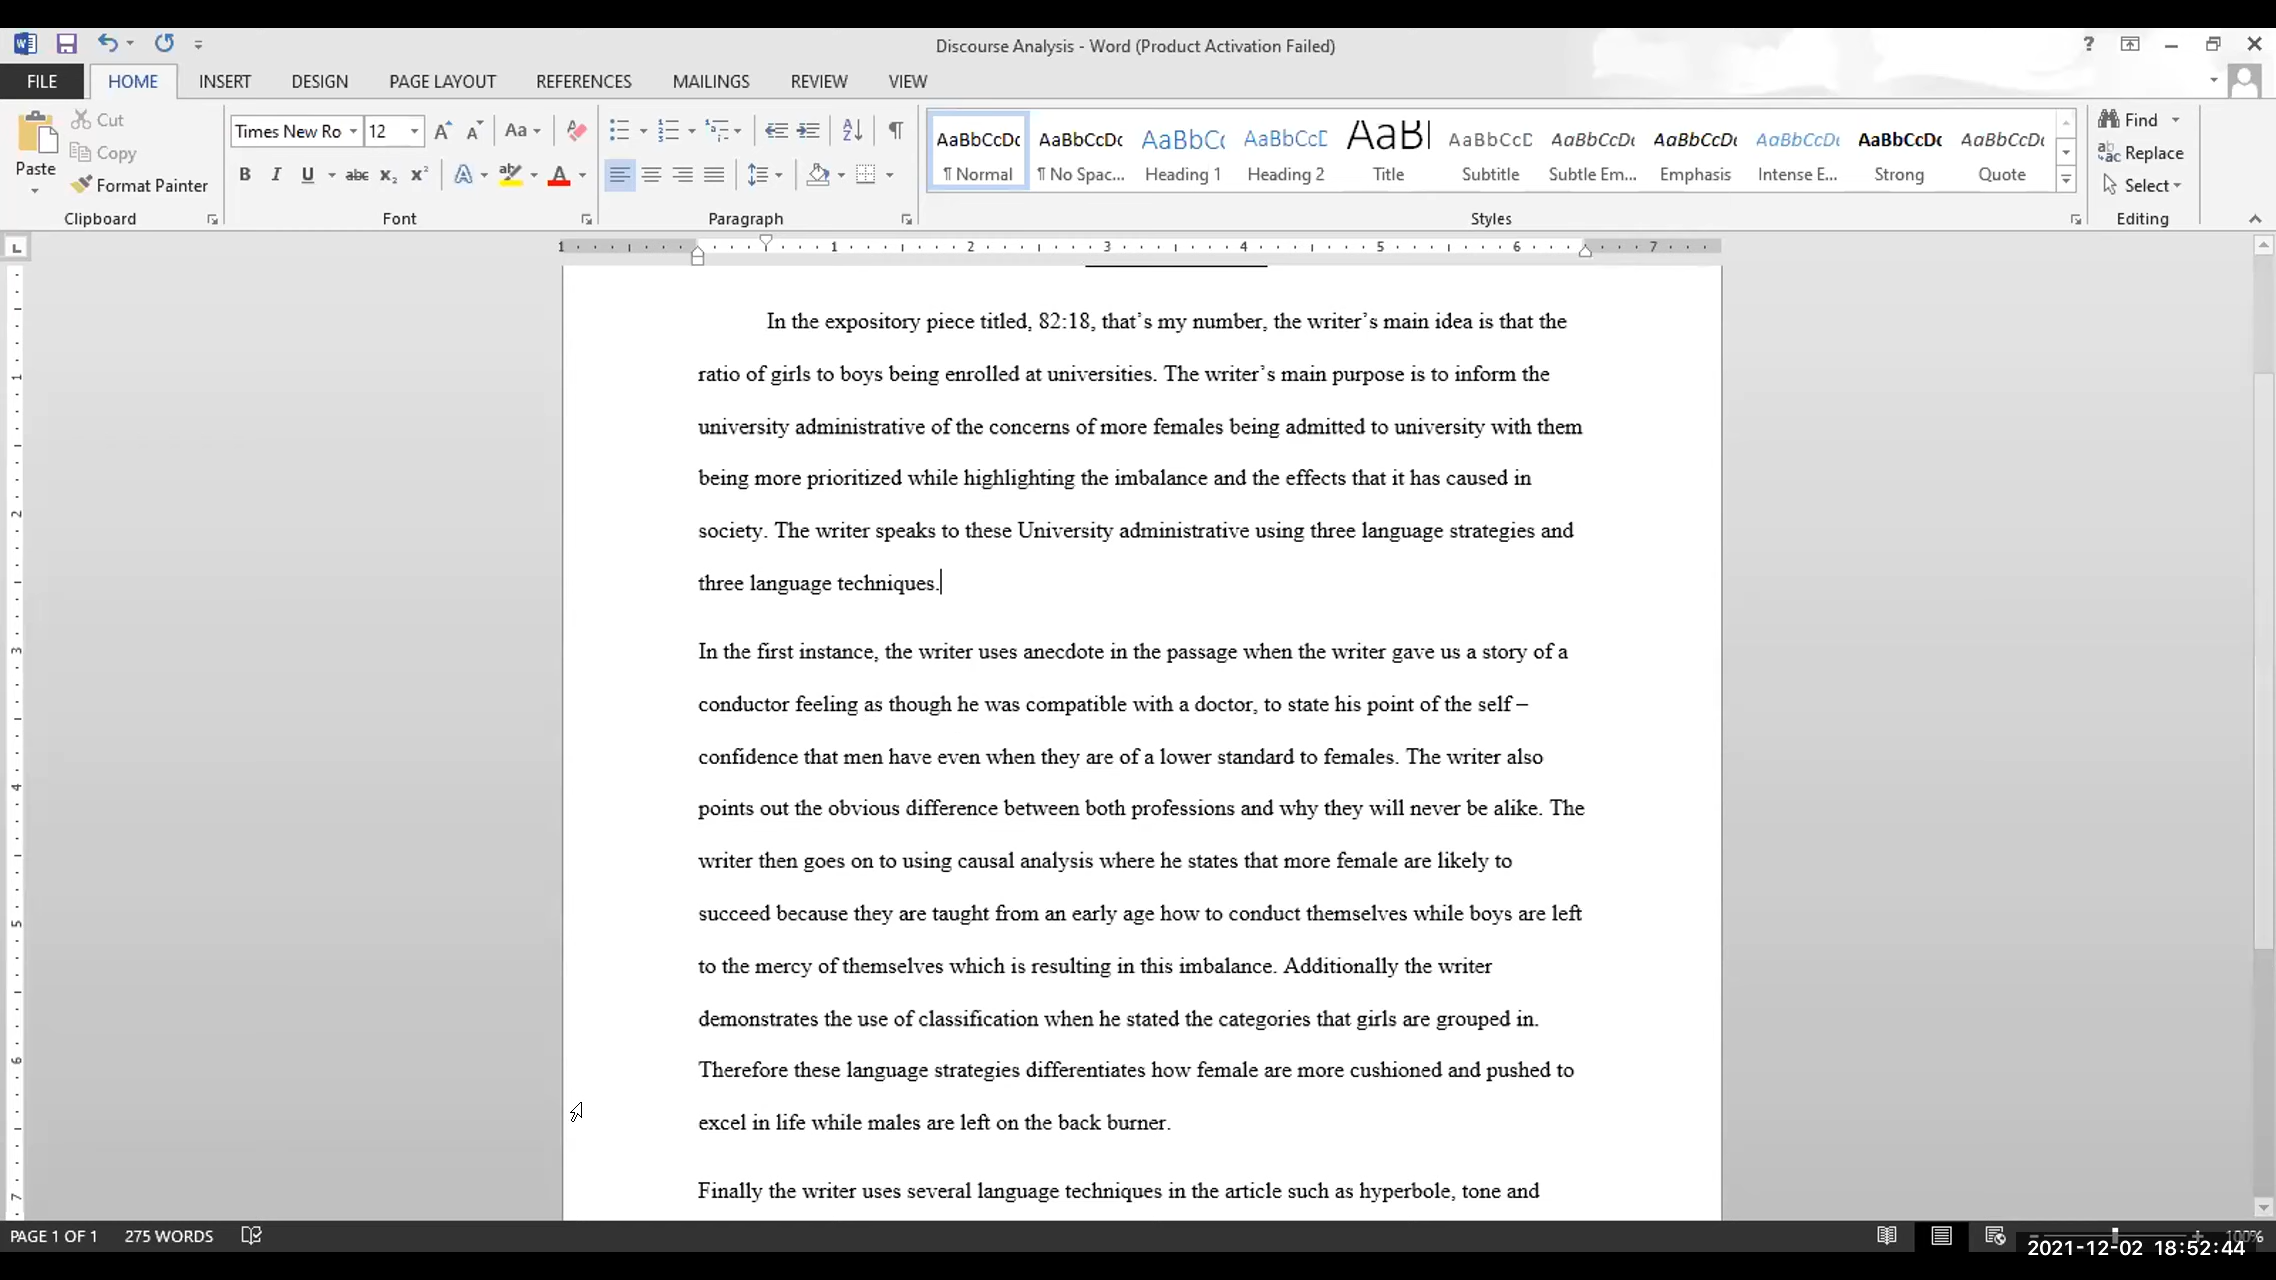 Discourse Analysis - Word (Product Activation Failed)
FILE HOME INSERT DESIGN PAGE LAYOUT REFERENCES MAILINGS REVIEW VIEW
Paste
Cut
Copy
Format Painter
Clipboard
Times New Ro 12
Font
Paragraph
AaBbCcDc AaBbCcDc AaBbC( AaBbCcD AaB AaBbCcD AaBbCcDc AaBbCcDc AaBbCcDc AaBbCcDc AaBbCcDc
¶ Normal ¶ No Spac... Heading 1 Heading 2 Title Subtitle Subtle Em... Emphasis Intense E... Strong Quote
Styles
Find
Replace
Select
Editing
1 1 2 3 4 5 6 7
In the expository piece titled, 82:18, that’s my number, the writer’s main idea is that the
ratio of girls to boys being enrolled at universities. The writer’s main purpose is to inform the
university administrative of the concerns of more females being admitted to university with them
being more prioritized while highlighting the imbalance and the effects that it has caused in
society. The writer speaks to these University administrative using three language strategies and
three language techniques.
In the first instance, the writer uses anecdote in the passage when the writer gave us a story of a
conductor feeling as though he was compatible with a doctor, to state his point of the self –
confidence that men have even when they are of a lower standard to females. The writer also
points out the obvious difference between both professions and why they will never be alike. The
writer then goes on to using causal analysis where he states that more female are likely to
succeed because they are taught from an early age how to conduct themselves while boys are left
to the mercy of themselves which is resulting in this imbalance. Additionally the writer
demonstrates the use of classification when he stated the categories that girls are grouped in.
Therefore these language strategies differentiates how female are more cushioned and pushed to
excel in life while males are left on the back burner.
Finally the writer uses several language techniques in the article such as hyperbole, tone and
PAGE 1 OF 1 275 WORDS
100%
2021-12-02 18:52:44